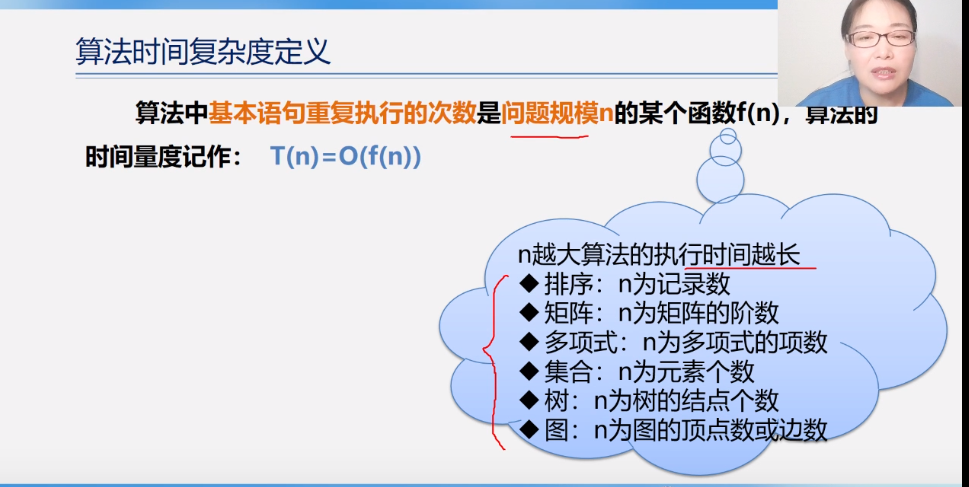 算法时间复杂度定义
算法中基本语句重复执行的次数是问题规模n的某个函数f(n)，算法的
时间量度记作： T(n)=O(f(n))
n越大算法的执行时间越长
◆ 排序：n为记录数
◆ 矩阵：n为矩阵的阶数
◆ 多项式：n为多项式的项数
◆ 集合：n为元素个数
◆ 树：n为树的结点个数
◆ 图：n为图的顶点数或边数